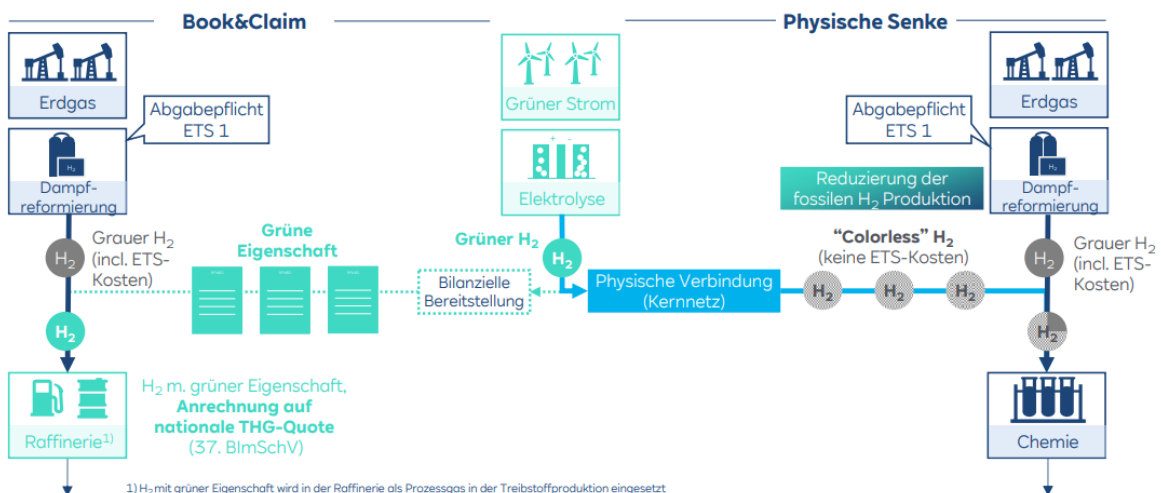 Book&Claim
Physische Senke
Erdgas
Abgabepflicht
ETS 1
H₂
Dampf-
reformierung
Grüner Strom
+ -
Elektrolyse
Erdgas
Abgabepflicht
ETS 1
H₂
Dampf-
reformierung
Reduzierung der
fossilen H₂ Produktion
H₂
Grauer H₂
(incl. ETS-
Kosten)
Grüne
Eigenschaft
Grüner H₂
H₂
Bilanzielle
Bereitstellung
Physische Verbindung
(Kernnetz)
"Colorless" H₂
(keine ETS-Kosten)
H₂
H₂
H₂
H₂
Grauer H₂
(incl. ETS-
Kosten)
H₂
H₂
Raffinerie¹⁾
H₂ m. grüner Eigenschaft,
Anrechnung auf
nationale THG-Quote
(37. BImSchV)
Chemie
1) H₂ mit grüner Eigenschaft wird in der Raffinerie als Prozessgas in der Treibstoffproduktion eingesetzt